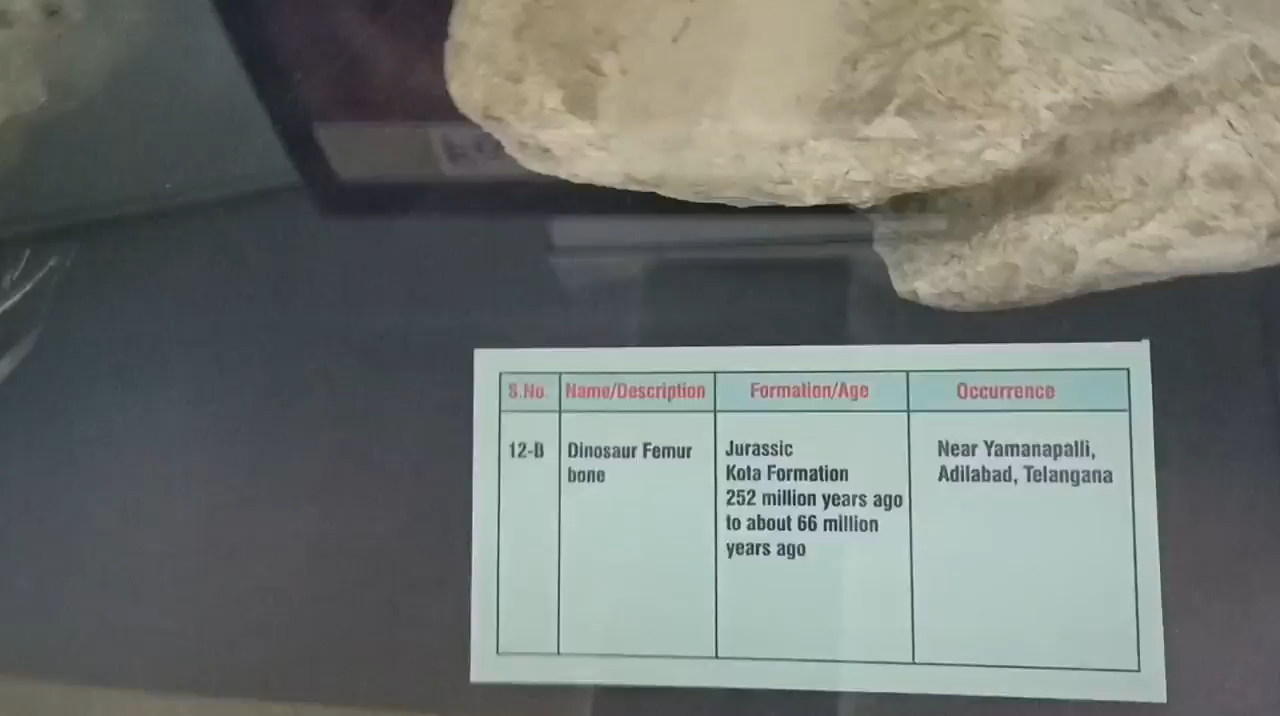 S.No. Name/Description Formation/Age Occurrence
12-B Dinosaur Femur bone
Jurassic
Kota Formation
252 million years ago
to about 66 million
years ago
Near Yamanapalli,
Adilabad, Telangana